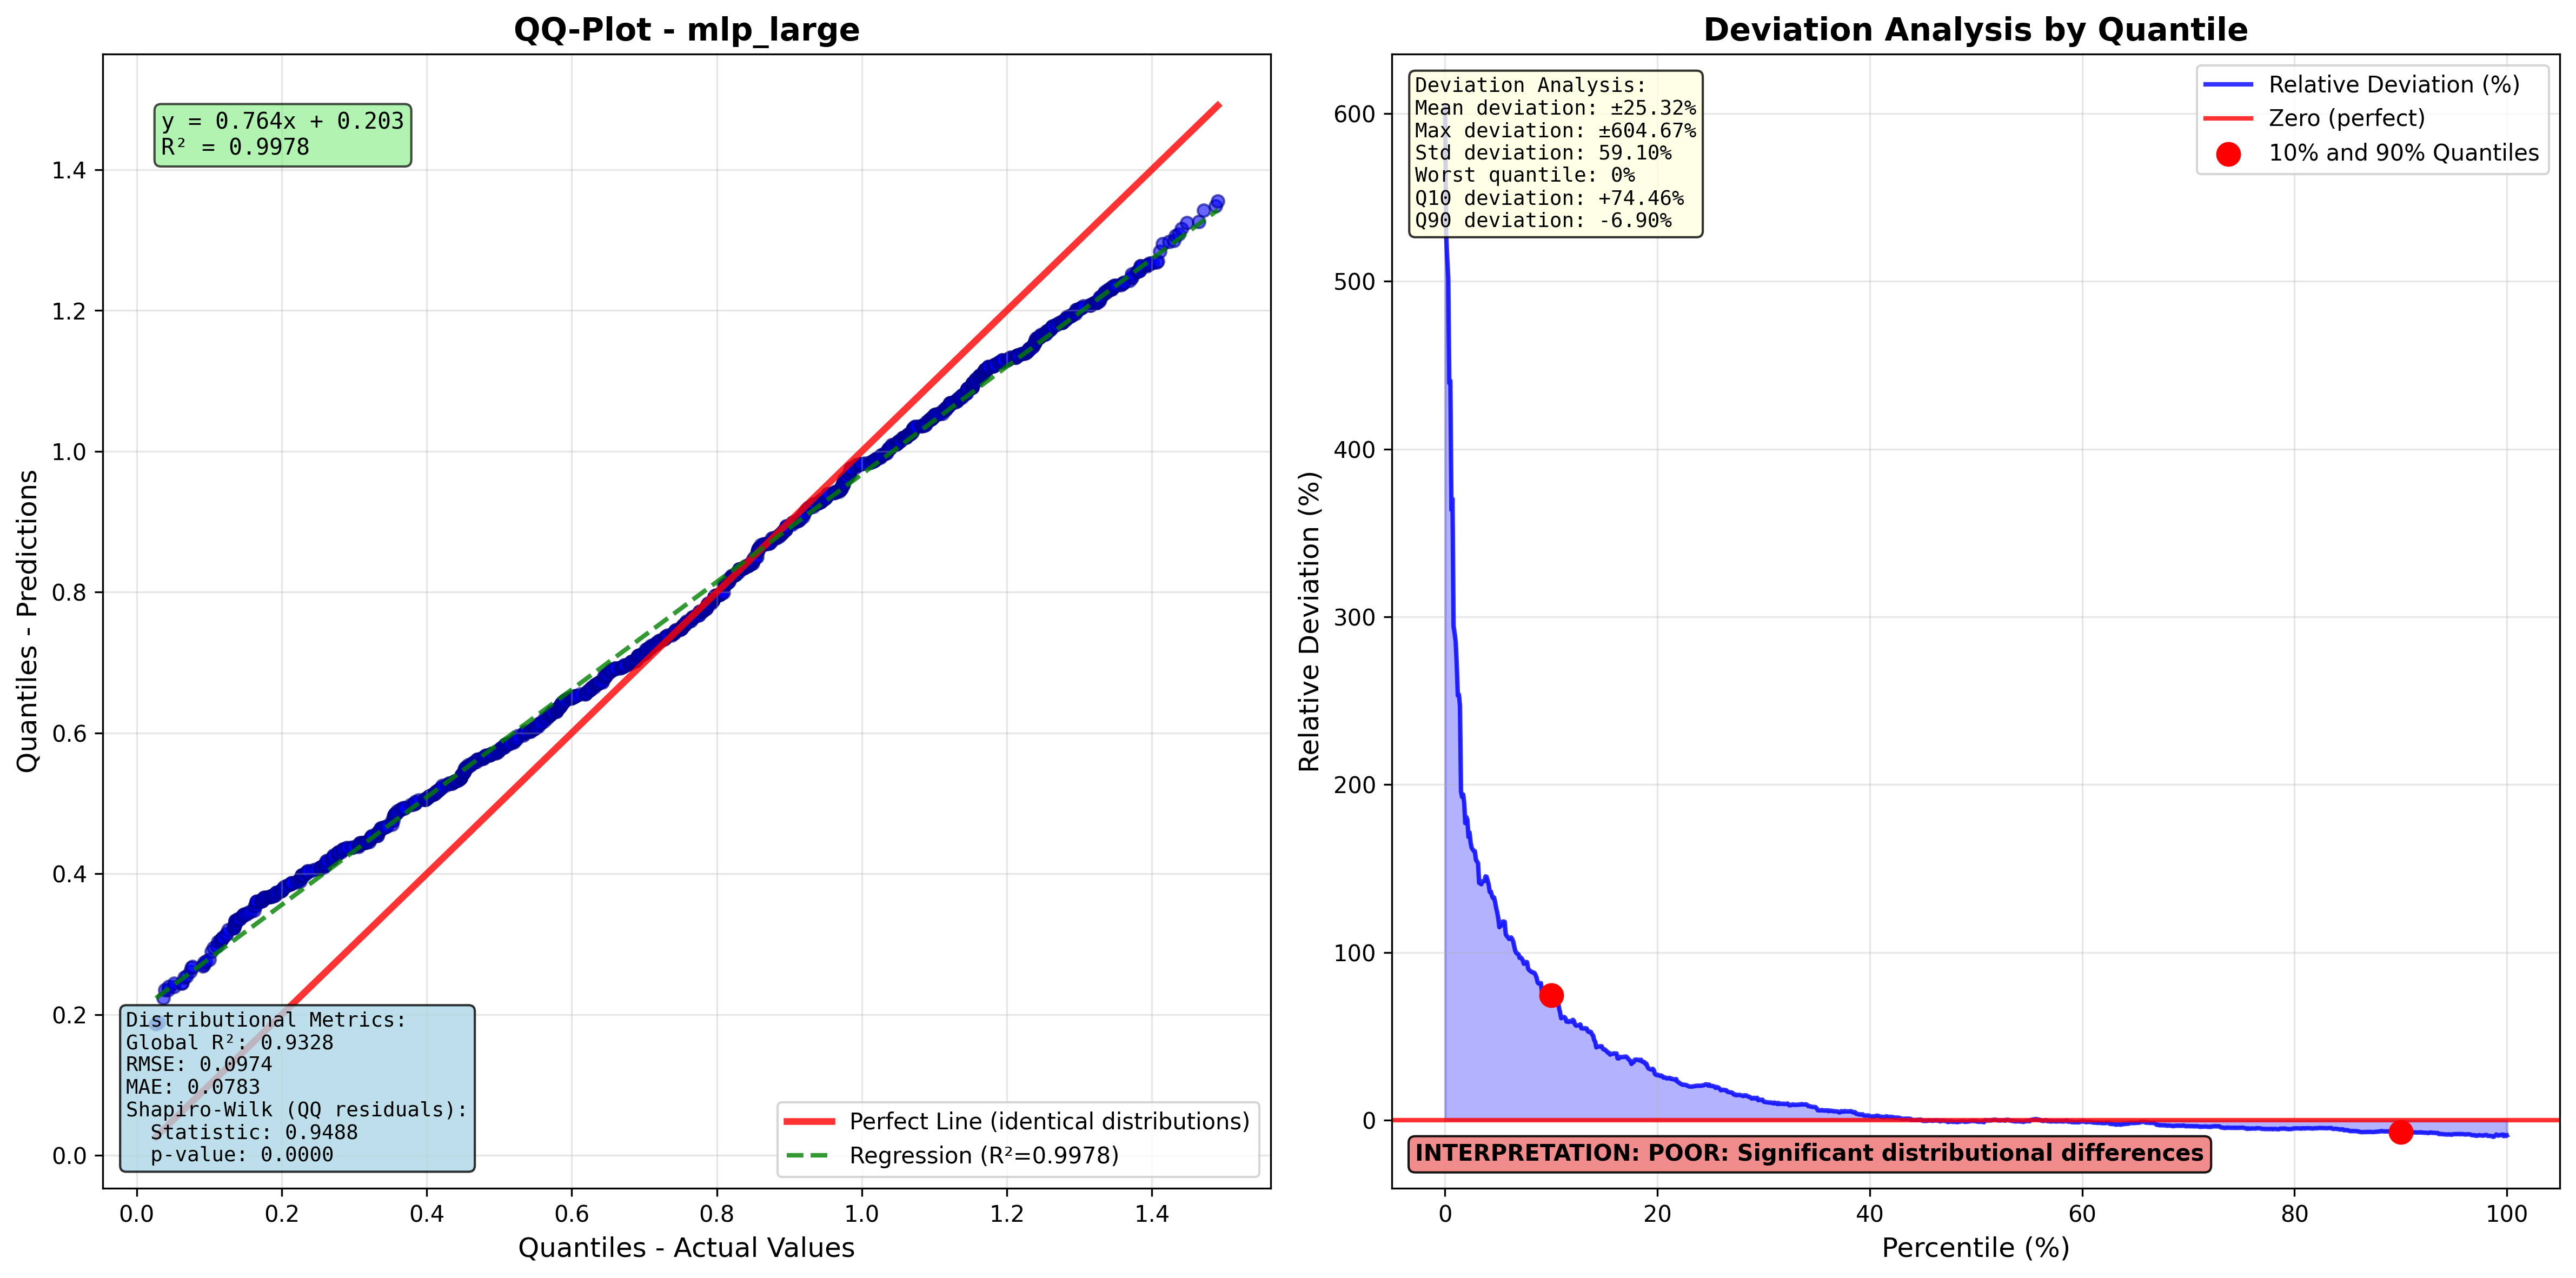 QQ-Plot - mlp_large
y = 0.764x + 0.203
R² = 0.9978
Quantiles - Predictions
1.4
1.2
1.0
0.8
0.6
0.4
0.2
0.0
Distributional Metrics:
Global R²: 0.9328
RMSE: 0.0974
MAE: 0.0783
Shapiro-Wilk (QQ residuals):
Statistic: 0.9488
p-value: 0.0000
Perfect Line (identical distributions)
Regression (R²=0.9978)
0.0 0.2 0.4 0.6 0.8 1.0 1.2 1.4
Quantiles - Actual Values
Deviation Analysis by Quantile
Deviation Analysis:
Mean deviation: ±25.32%
Max deviation: ±604.67%
Std deviation: 59.10%
Worst quantile: 0%
Q10 deviation: +74.46%
Q90 deviation: -6.90%
Relative Deviation (%)
Zero (perfect)
10% and 90% Quantiles
Relative Deviation (%)
600
500
400
300
200
100
0
INTERPRETATION: POOR: Significant distributional differences
0 20 40 60 80 100
Percentile (%)